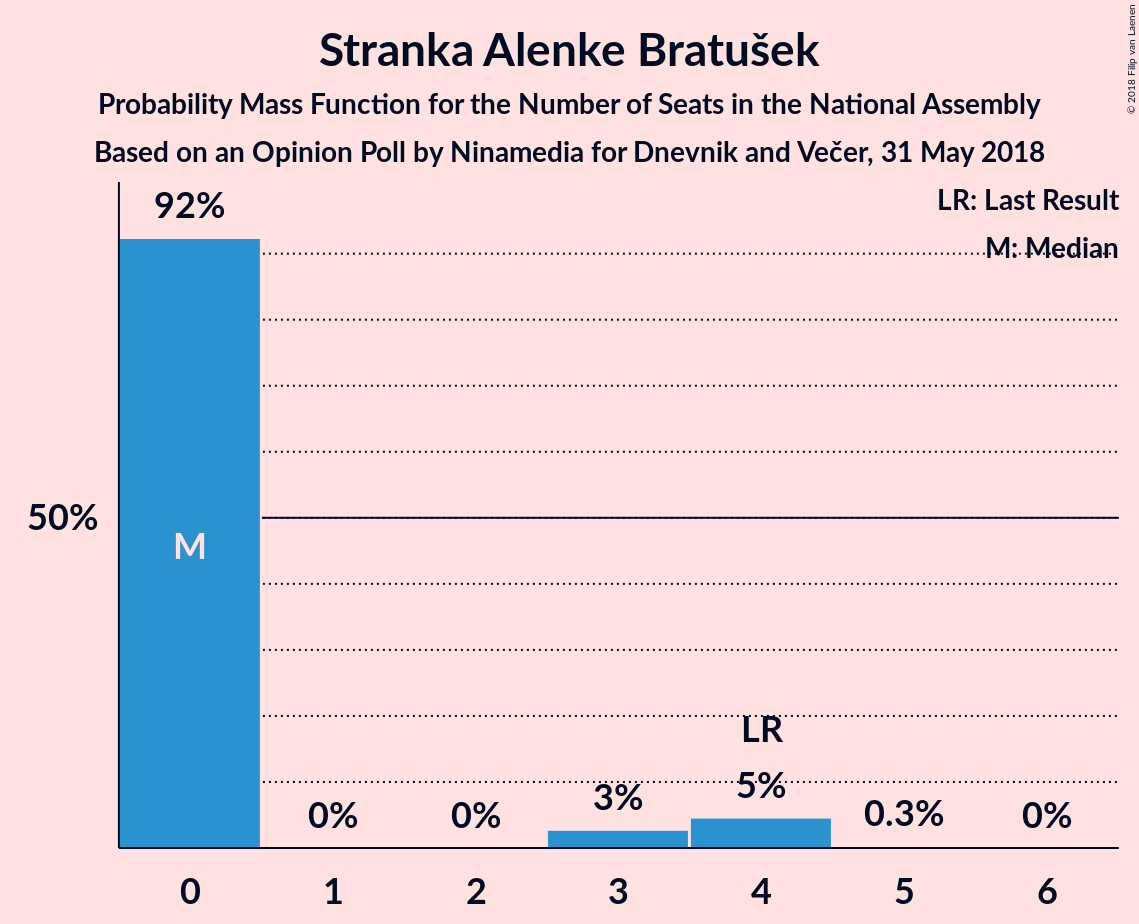 Stranka Alenke Bratušek
Probability Mass Function for the Number of Seats in the National Assembly
Based on an Opinion Poll by Ninamedia for Dnevnik and Večer, 31 May 2018
© 2018 Filip van Laenen
LR: Last Result
M: Median
92%
50%
M
LR
0%
0%
3%
5%
0.3%
0%
0
1
2
3
4
5
6